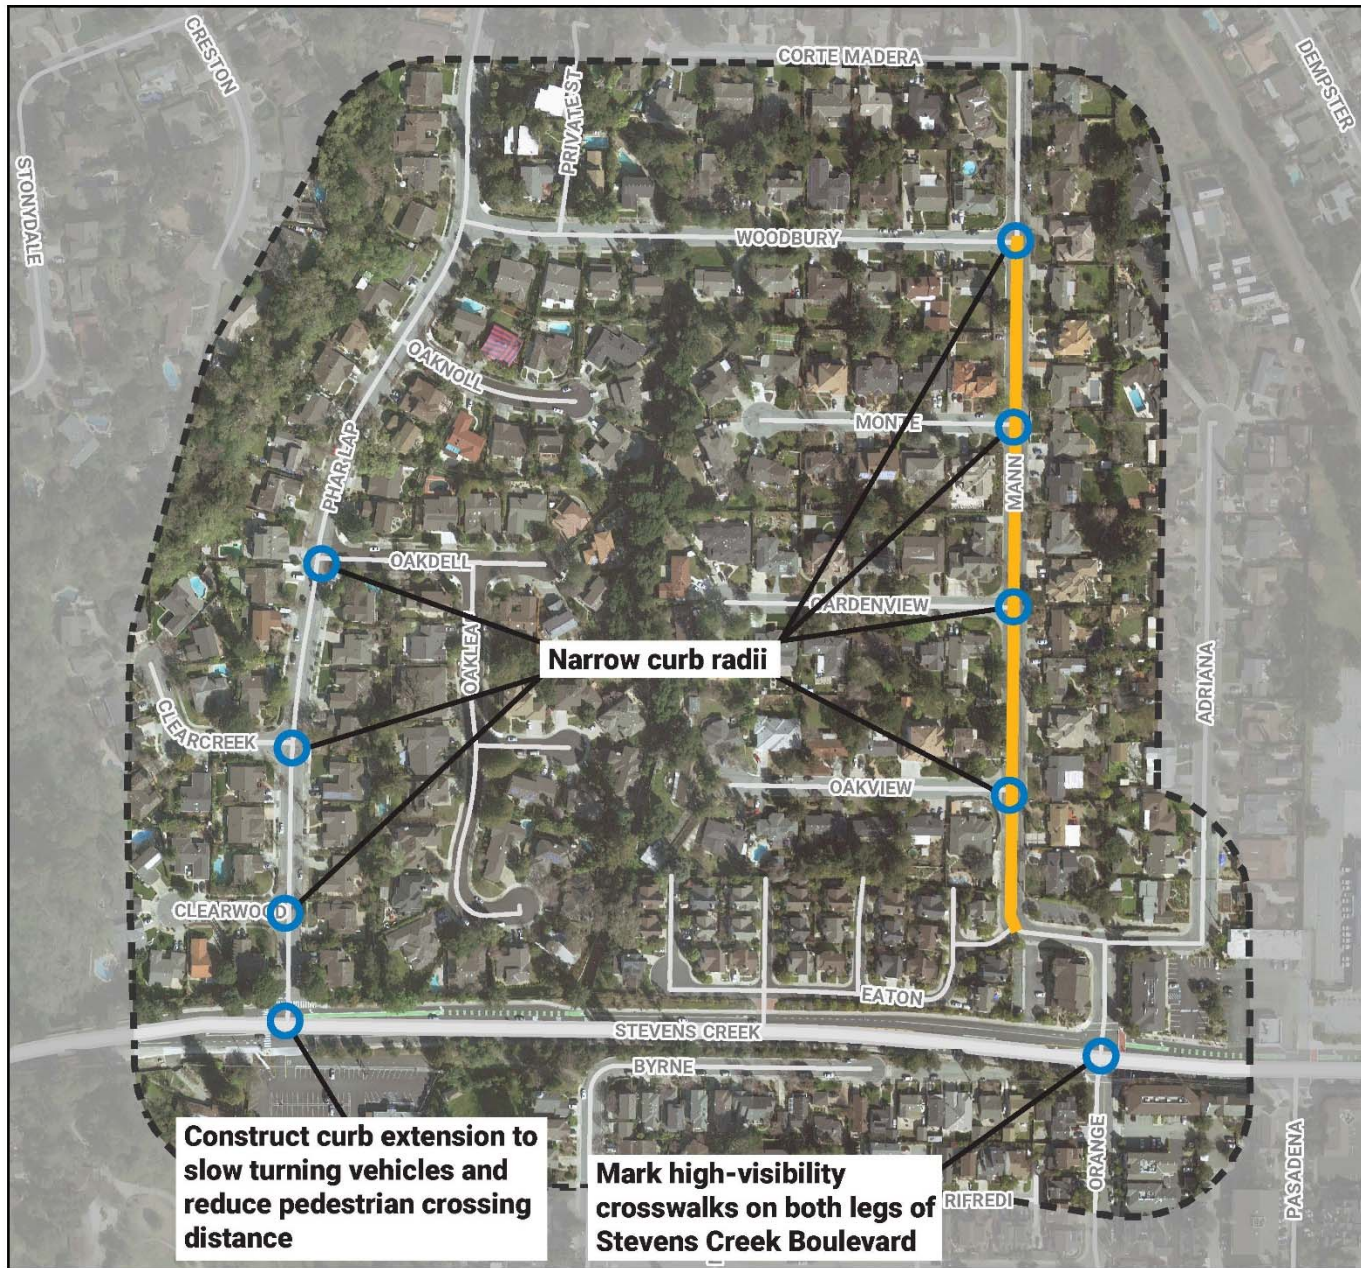 CRESTON
CORTE MADERA
DEMPSTER
STONYDALE
PRIVATE ST
WOODBURY
OAKNOLL
MONTE
PHAR LAP
MANN
OAKDELL
GARDENVIEW
OAKLEAF
Narrow curb radii
ADRIANA
CLEARCREEK
OAKVIEW
CLEARWOOD
EATON
STEVENS CREEK
BYRNE
Construct curb extension to
slow turning vehicles and
reduce pedestrian crossing
distance
Mark high-visibility
crosswalks on both legs of
Stevens Creek Boulevard
RIFREDI
ORANGE
PASADENA